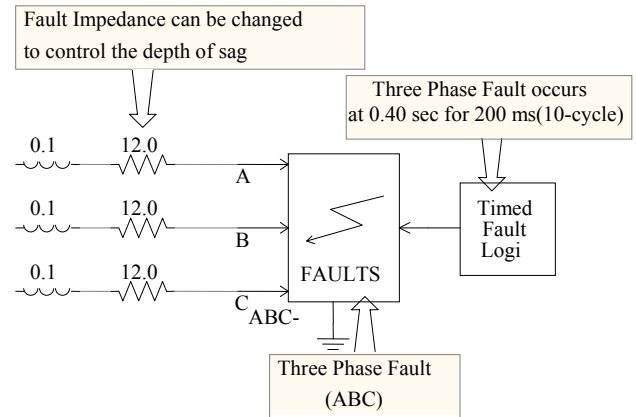 Fault Impedance can be changed
to control the depth of sag
Three Phase Fault occurs
at 0.40 sec for 200 ms(10-cycle)
0.1
12.0
A
0.1
12.0
B
0.1
12.0
C
ABC-
FAULTS
Timed
Fault
Logi
Three Phase Fault
(ABC)